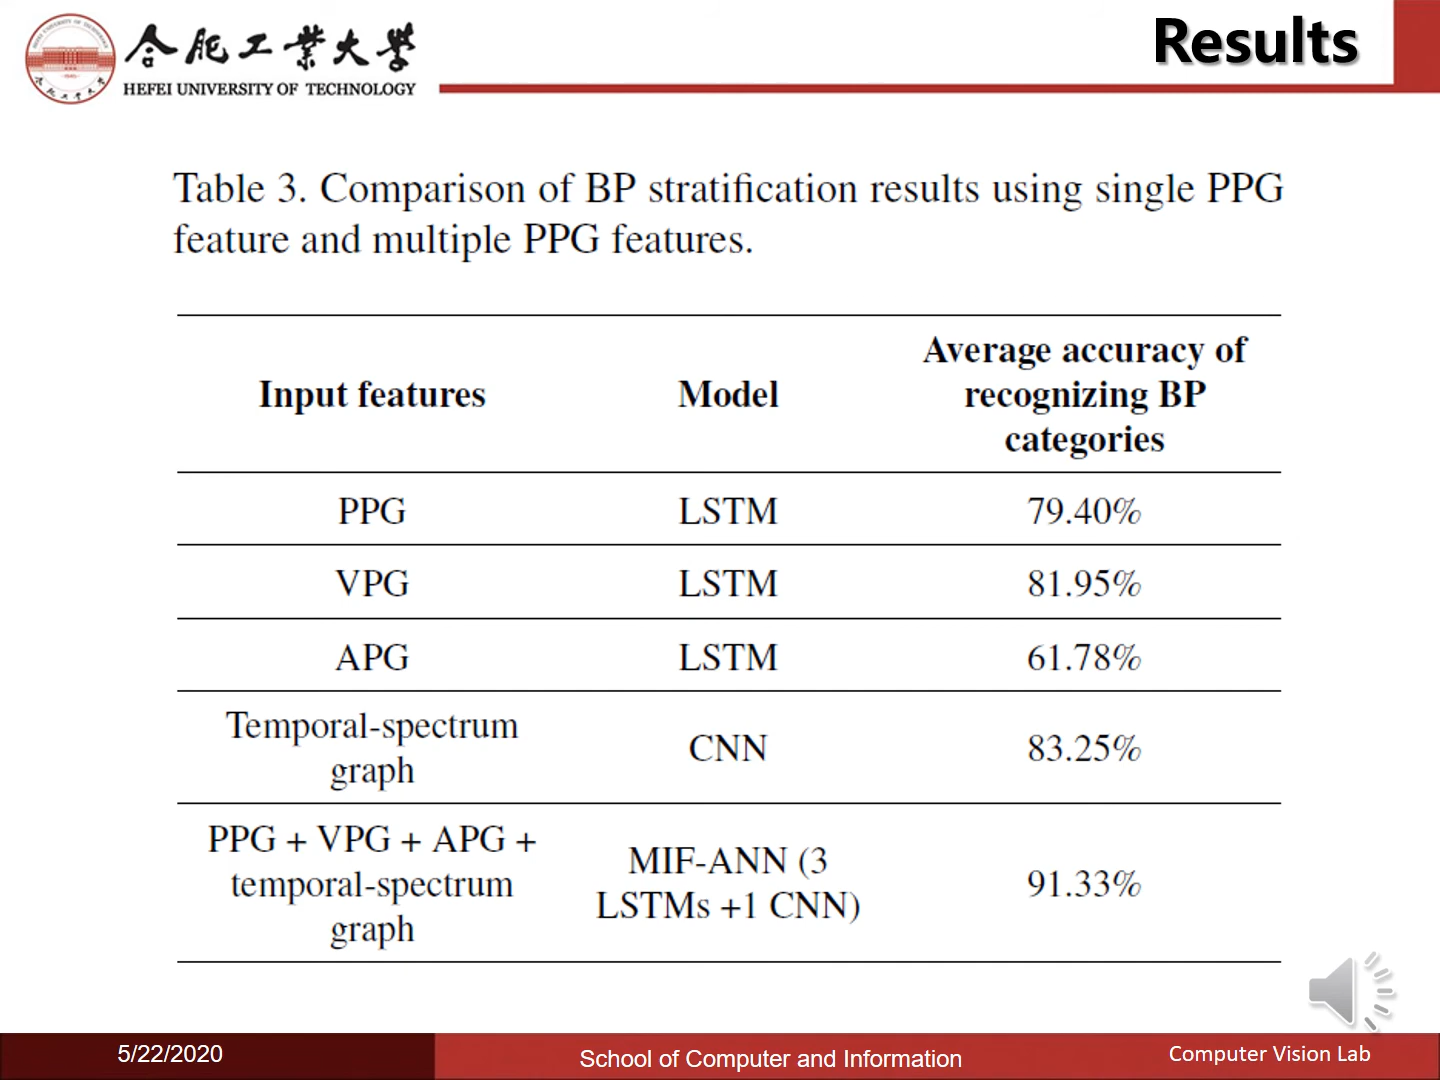 合肥工业大学
HEFEI UNIVERSITY OF TECHNOLOGY
Results
Table 3. Comparison of BP stratification results using single PPG
feature and multiple PPG features.
Input features
Model
Average accuracy of
recognizing BP
categories
PPG
LSTM
79.40%
VPG
LSTM
81.95%
APG
LSTM
61.78%
Temporal-spectrum
graph
CNN
83.25%
PPG + VPG + APG +
temporal-spectrum
graph
MIF-ANN (3
LSTMs +1 CNN)
91.33%
5/22/2020
School of Computer and Information
Computer Vision Lab